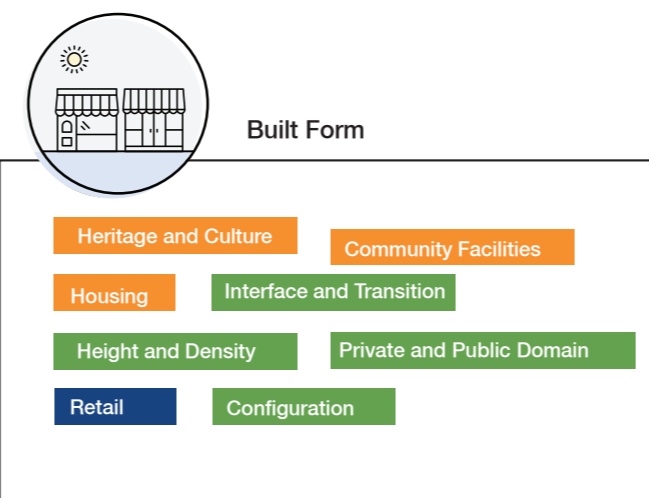 Built Form
Heritage and Culture
Community Facilities
Housing
Interface and Transition
Height and Density
Private and Public Domain
Retail
Configuration